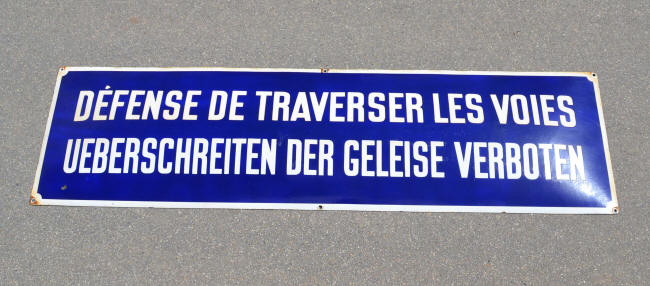 DÉFENSE DE TRAVERSER LES VOIES
UEBERSCHREITEN DER GELEISE VERBOTEN